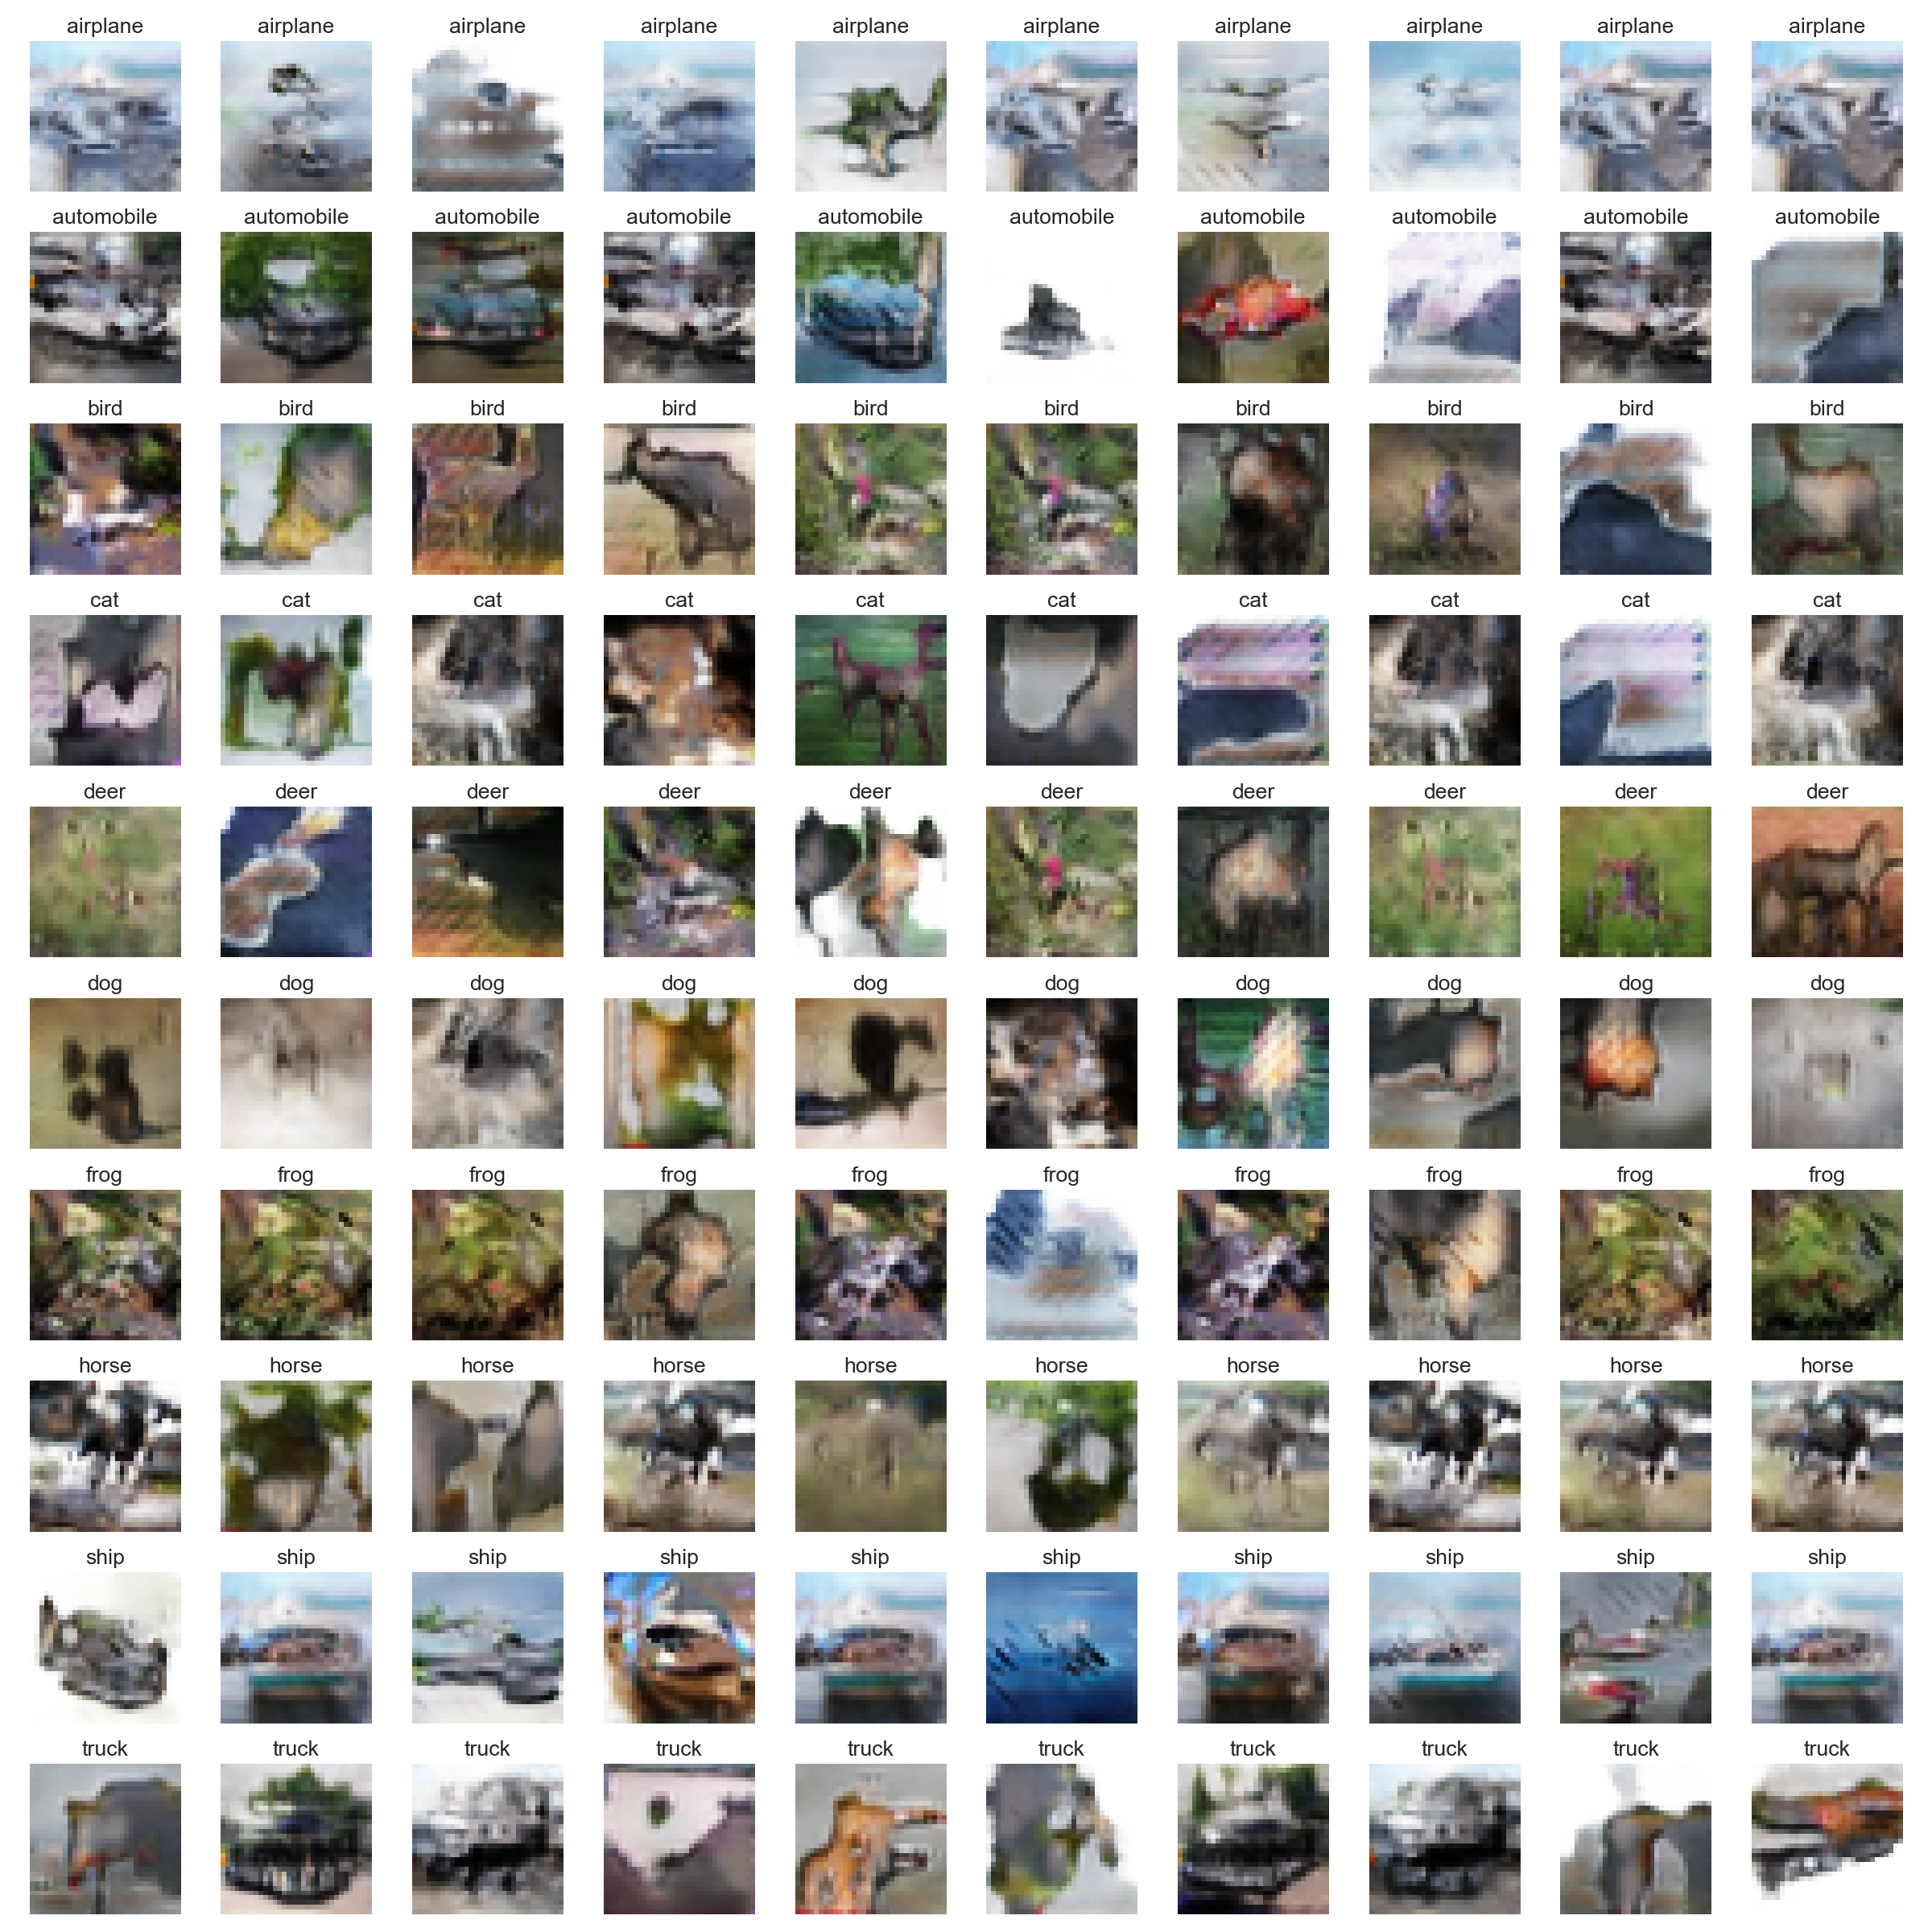 airplane airplane airplane airplane airplane airplane airplane airplane airplane airplane
automobile automobile automobile automobile automobile automobile automobile automobile automobile automobile
bird bird bird bird bird bird bird bird bird bird
cat cat cat cat cat cat cat cat cat cat
deer deer deer deer deer deer deer deer deer deer
dog dog dog dog dog dog dog dog dog dog
frog frog frog frog frog frog frog frog frog frog
horse horse horse horse horse horse horse horse horse horse
ship ship ship ship ship ship ship ship ship ship
truck truck truck truck truck truck truck truck truck truck